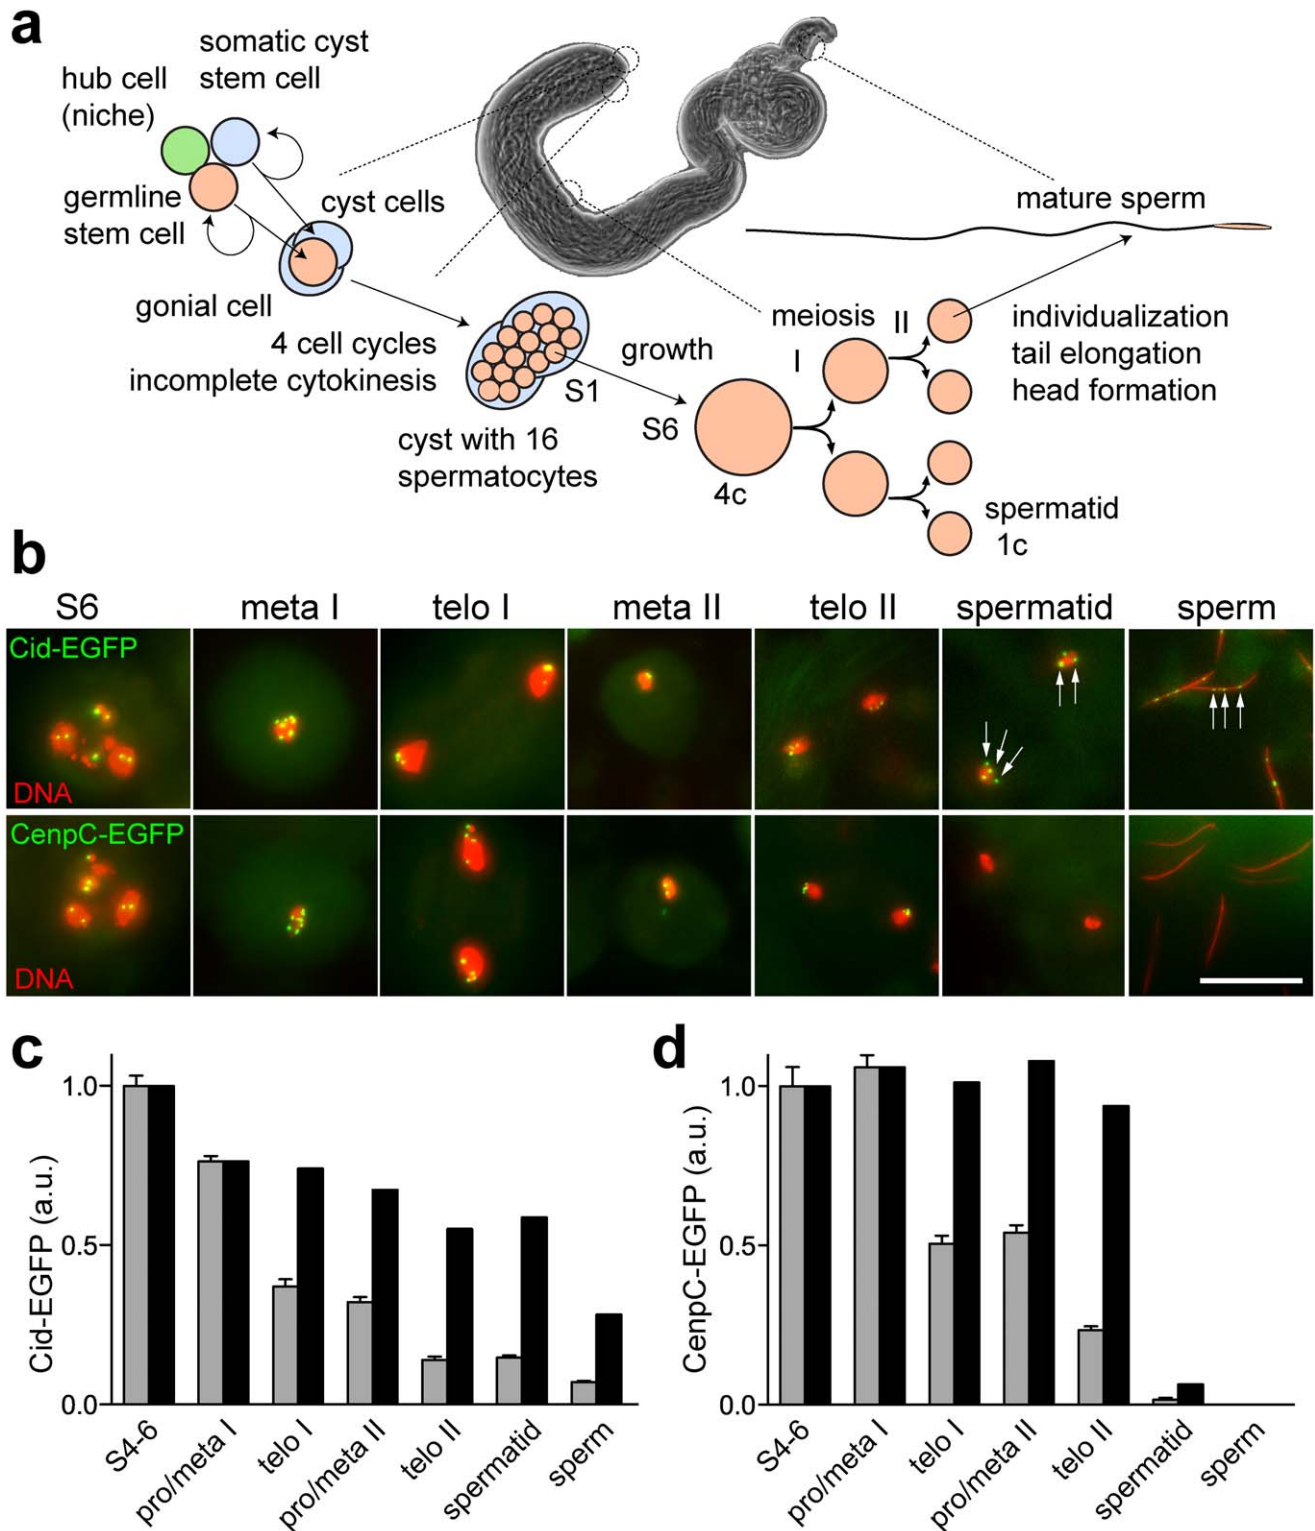 a
somatic cyst
stem cell
hub cell
(niche)
germline
stem cell
cyst cells
gonial cell
4 cell cycles
incomplete cytokinesis
cyst with 16
spermatocytes
S1
growth
S6
4c
meiosis
I
II
mature sperm
individualization
tail elongation
head formation
spermatid
1c
b
S6 meta I telo I meta II telo II spermatid sperm
Cid-EGFP
DNA
CenpC-EGFP
DNA
c
Cid-EGFP (a.u.)
1.0
0.5
0.0
S4-6
pro/meta I
telo I
pro/meta II
telo II
spermatid
sperm
d
CenpC-EGFP (a.u.)
1.0
0.5
0.0
S4-6
pro/meta I
telo I
pro/meta II
telo II
spermatid
sperm